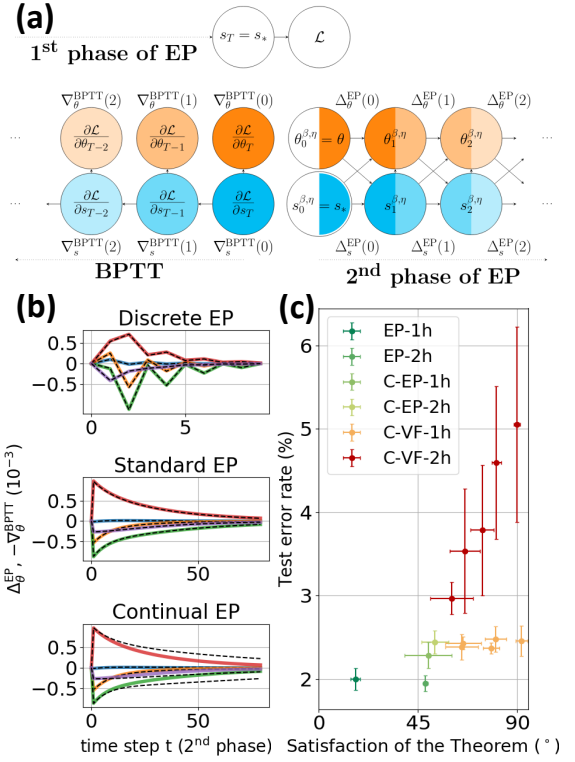 (a)
1st phase of EP
s_T = s_*
ℒ
∇_θ^BPTT(2) ∇_θ^BPTT(1) ∇_θ^BPTT(0) Δ_θ^EP(0) Δ_θ^EP(1) Δ_θ^EP(2)
... ∂ℒ/∂θ_{T−2} ∂ℒ/∂θ_{T−1} ∂ℒ/∂θ_T θ_0^{β,η} = θ θ_1^{β,η} θ_2^{β,η} ...
... ∂ℒ/∂s_{T−2} ∂ℒ/∂s_{T−1} ∂ℒ/∂s_T s_0^{β,η} = s_* s_1^{β,η} s_2^{β,η} ...
∇_s^BPTT(2) ∇_s^BPTT(1) ∇_s^BPTT(0) Δ_s^EP(0) Δ_s^EP(1) Δ_s^EP(2)
BPTT
2nd phase of EP
(b)
Discrete EP
0.5
0
−0.5
0 5
Standard EP
0.5
0
−0.5
0 50
Continual EP
0.5
0
−0.5
0 50
time step t (2nd phase)
Δ_θ^EP, −∇_θ^BPTT (10^−3)
(c)
EP-1h
EP-2h
C-EP-1h
C-EP-2h
C-VF-1h
C-VF-2h
6
5
4
3
2
Test error rate (%)
0 45 90
Satisfaction of the Theorem (°)